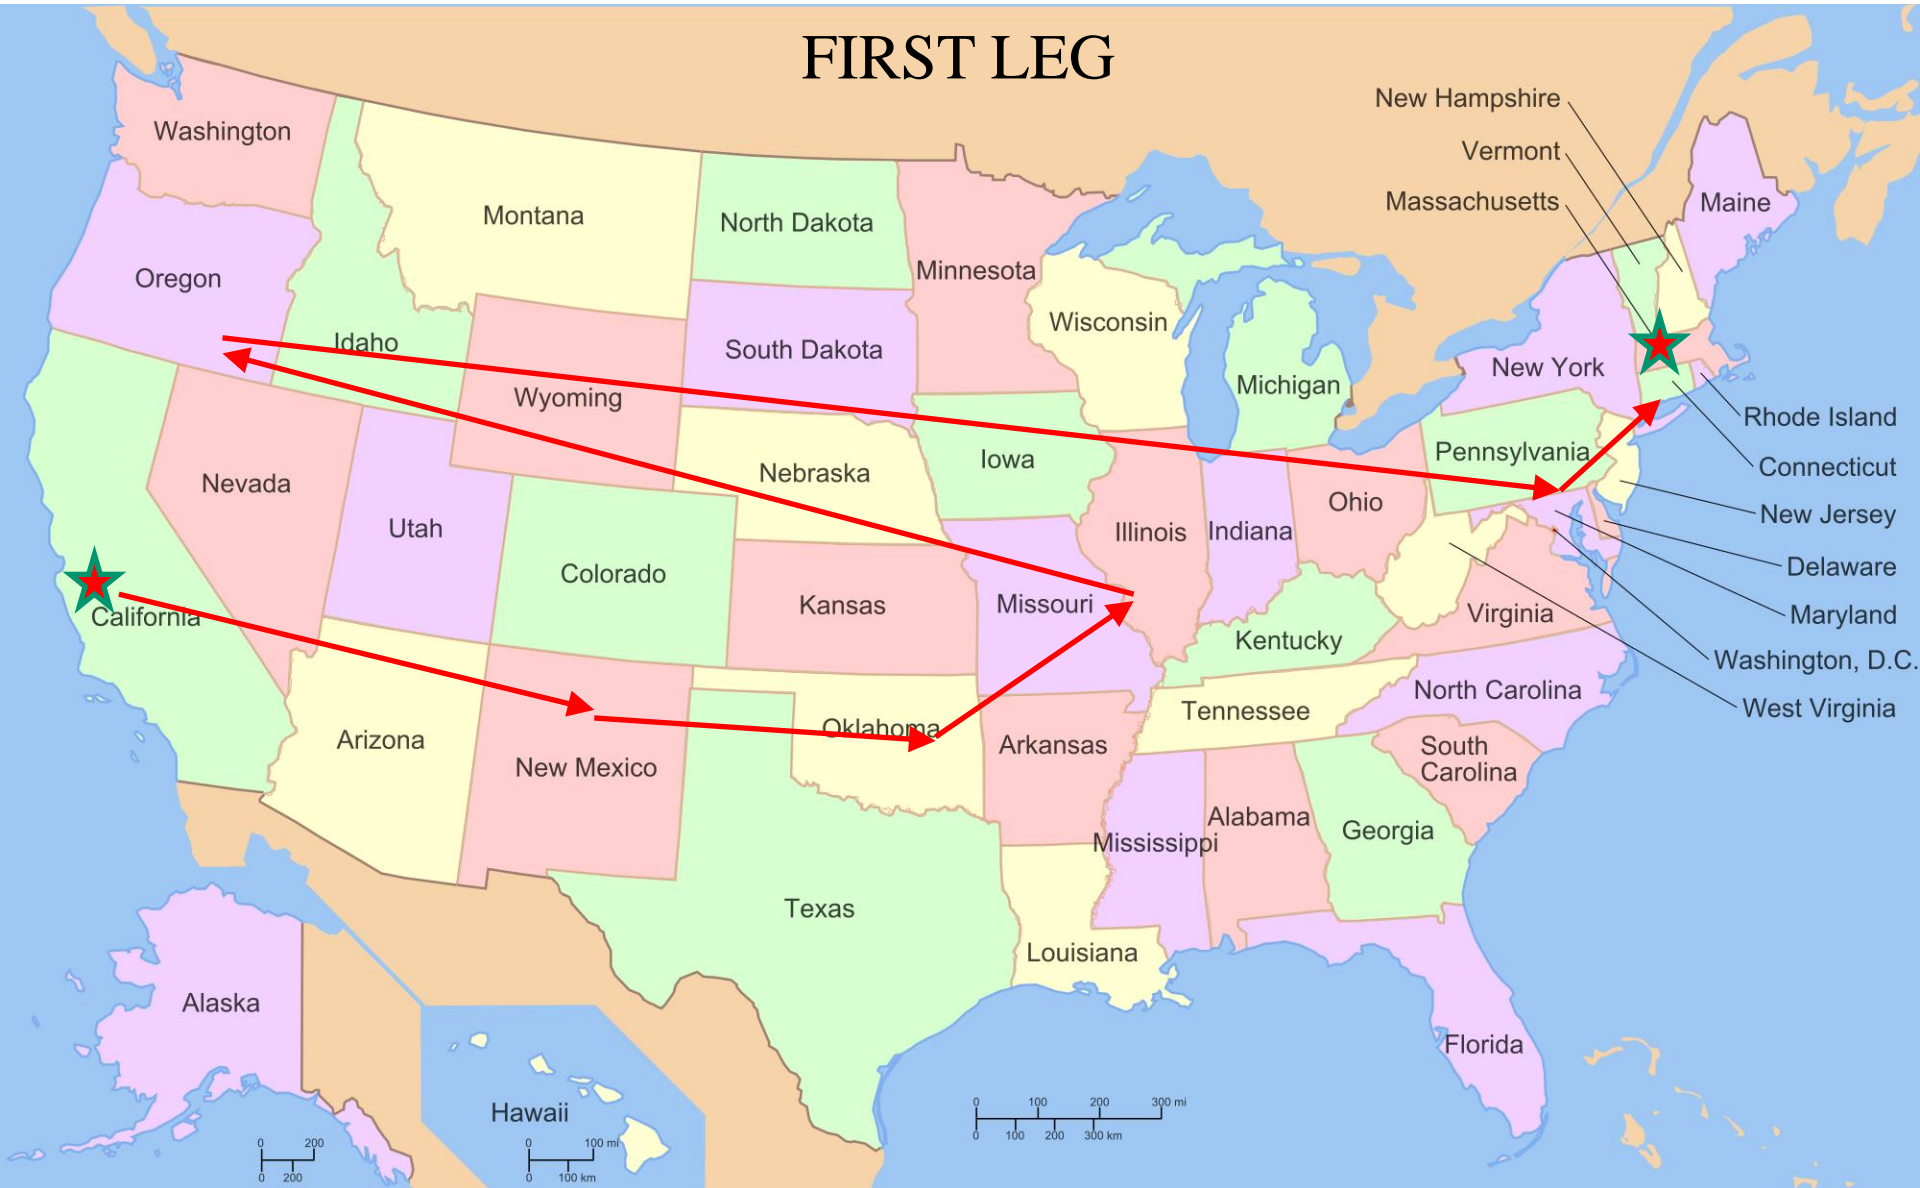 FIRST LEG
New Hampshire
Vermont
Massachusetts
Washington
Montana
North Dakota
Minnesota
Maine
Oregon
Idaho
Wisconsin
South Dakota
Wyoming
Michigan
New York
Rhode Island
Pennsylvania
Connecticut
Nebraska
Iowa
Nevada
Ohio
New Jersey
Utah
Illinois
Indiana
Delaware
Colorado
Kansas
Missouri
Virginia
Maryland
California
Kentucky
Washington, D.C.
North Carolina
West Virginia
Tennessee
Oklahoma
Arizona
New Mexico
Arkansas
South
Carolina
Alabama
Georgia
Mississippi
Texas
Louisiana
Alaska
Florida
Hawaii
0 100 200 300 mi
0 100 200 300 km
0 200
0 200
0 100 mi
0 100 km